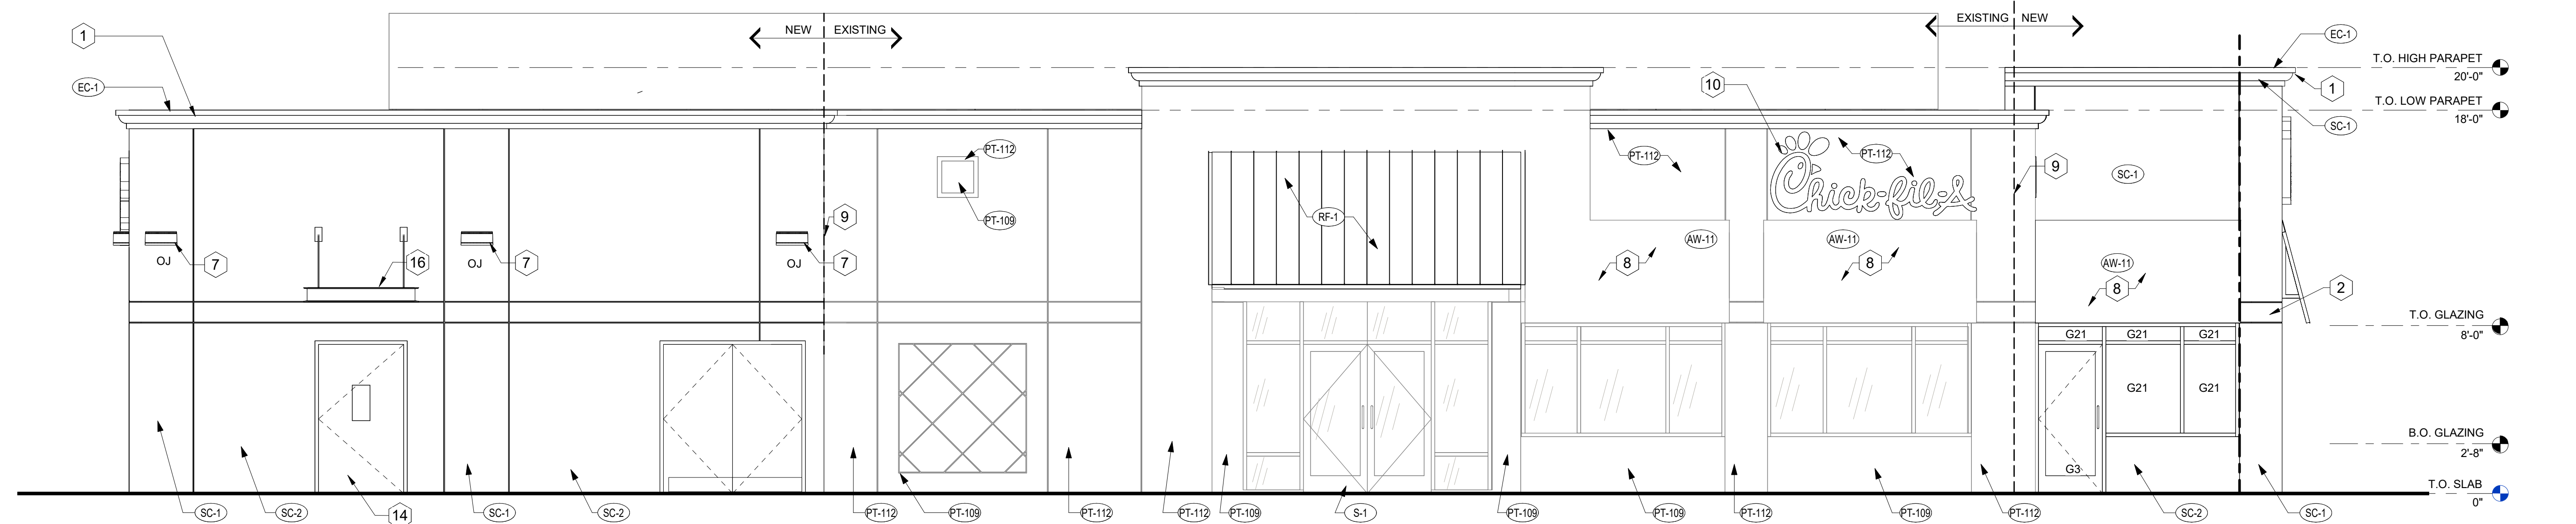 NEW EXISTING
EXISTING NEW
1
EC-1
EC-1
T.O. HIGH PARAPET
20'-0"
10
1
EC-1
T.O. LOW PARAPET
18'-0"
SC-1
PT-112
PT-112
PT-112
Chick-fil-A
9
SC-1
PT-109
RF-1
9
AW-11
AW-11
OJ
7
16
OJ
7
OJ
7
8
8
AW-11
8
2
T.O. GLAZING
8'-0"
G21
G21
G21
G21
G21
B.O. GLAZING
2'-8"
G3
T.O. SLAB
0"
SC-1
SC-2
14
SC-1
SC-2
PT-112
PT-109
PT-112
PT-112
PT-109
S-1
PT-109
PT-109
PT-112
PT-109
PT-112
SC-2
SC-1